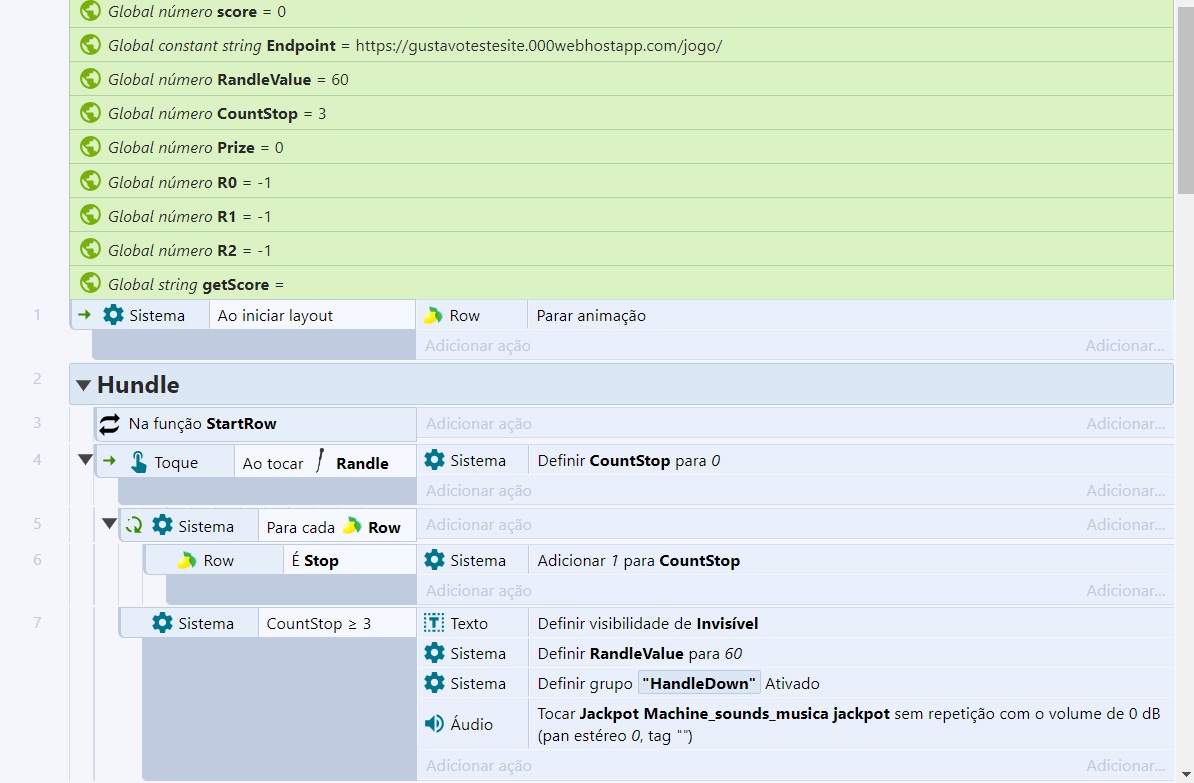 Global número score = 0
Global constant string Endpoint = https://gustavotestesite.000webhostapp.com/jogo/
Global número RandleValue = 60
Global número CountStop = 3
Global número Prize = 0
Global número R0 = -1
Global número R1 = -1
Global número R2 = -1
Global string getScore =
1 Sistema Ao iniciar layout Row Parar animação
Adicionar ação Adicionar...
2 Hundle
3 Na função StartRow Adicionar ação Adicionar...
4 Toque Ao tocar Randle Sistema Definir CountStop para 0
Adicionar ação Adicionar...
5 Sistema Para cada Row Adicionar ação Adicionar...
6 Row É Stop Sistema Adicionar 1 para CountStop
Adicionar ação Adicionar...
7 Sistema CountStop ≥ 3 Texto Definir visibilidade de Invisível
Sistema Definir RandleValue para 60
Sistema Definir grupo "HandleDown" Ativado
Áudio Tocar Jackpot Machine_sounds_musica jackpot sem repetição com o volume de 0 dB
(pan estéreo 0, tag "")
Adicionar ação Adicionar...